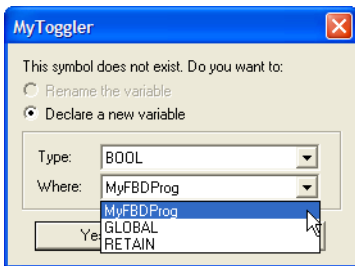 MyToggler
This symbol does not exist. Do you want to:
Rename the variable
Declare a new variable
Type: BOOL
Where: MyFBDProg
MyFBDProg
GLOBAL
RETAIN